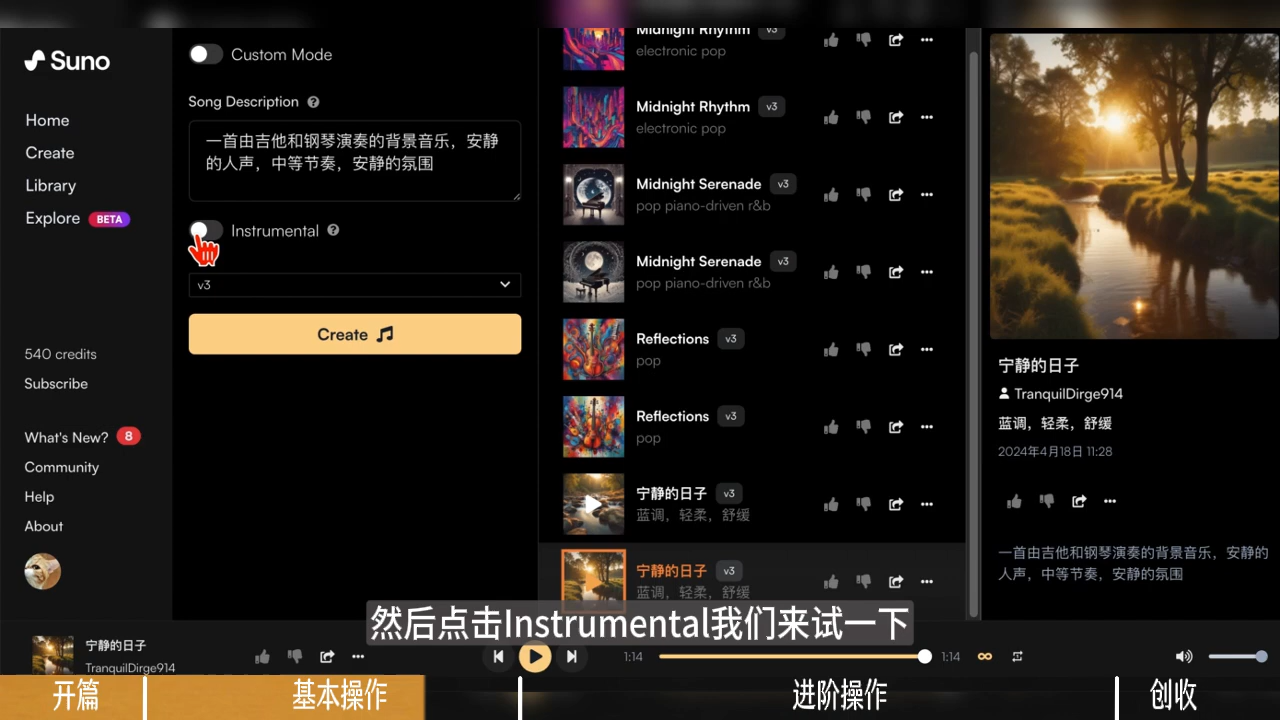 Suno
Home
Create
Library
Explore BETA
540 credits
Subscribe
What's New? 8
Community
Help
About
Custom Mode
Song Description
一首由吉他和钢琴演奏的背景音乐，安静
的人声，中等节奏，安静的氛围
Instrumental
v3
Create
Midnight Rhythm v3
electronic pop
Midnight Rhythm v3
electronic pop
Midnight Serenade v3
pop piano-driven r&b
Midnight Serenade v3
pop piano-driven r&b
Reflections v3
pop
Reflections v3
pop
宁静的日子 v3
蓝调，轻柔，舒缓
宁静的日子 v3
蓝调，轻柔，舒缓
宁静的日子
TranquilDirge914
蓝调，轻柔，舒缓
2024年4月18日 11:28
一首由吉他和钢琴演奏的背景音乐，安静的
人声，中等节奏，安静的氛围
然后点击Instrumental我们来试一下
宁静的日子
TranquilDirge914
1:14
1:14
开篇
基本操作
进阶操作
创收